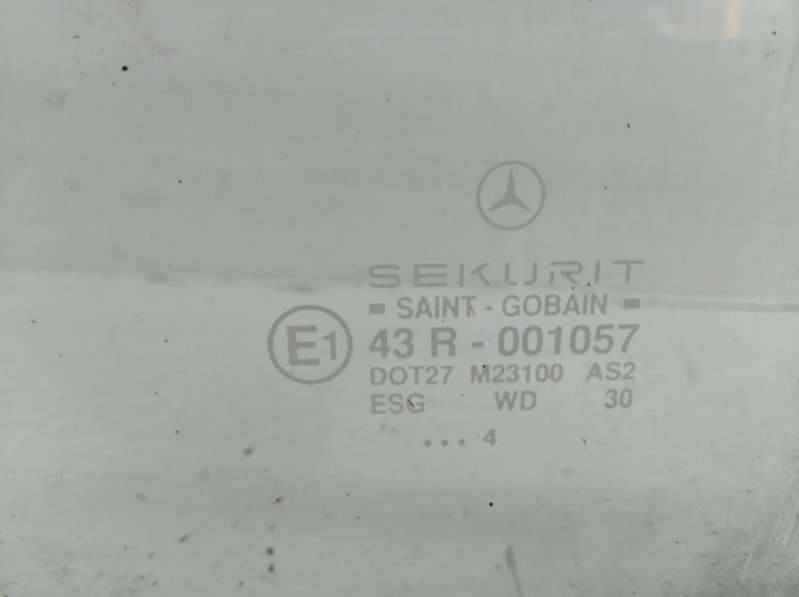 SEKURIT
SAINT - GOBAIN
E1 43 R - 001057
DOT27 M23100 AS2
ESG WD 30
... 4